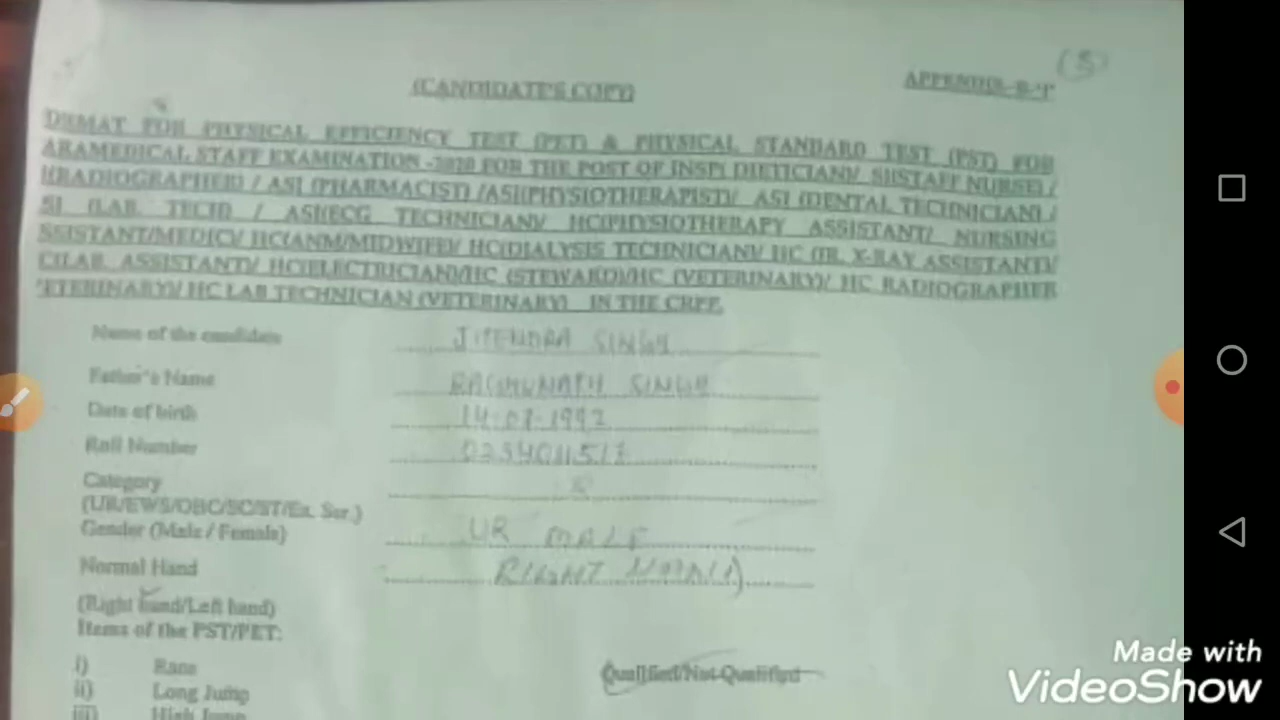 (5)
(CANDIDATE'S COPY) APPENDIX-B-'I'
PHYSICAL EFFICIENCY TEST (PET) & PHYSICAL STANDARD TEST (PST) FOR
ARAMEDICAL STAFF EXAMINATION -2020 FOR THE POST OF INSP( DIETICIAN)/ SI(STAFF NURSE) /
I(RADIOGRAPHER) / ASI (PHARMACIST) /ASI(PHYSIOTHERAPIST)/ ASI (DENTAL TECHNICIAN) /
SI (LAB. TECH) / ASI(ECG TECHNICIAN)/ HC(PHYSIOTHERAPY ASSISTANT/ NURSING
SSISTANT/MEDIC)/ HC(ANM/MIDWIFE)/ HC(DIALYSIS TECHNICIAN)/ HC (JR. X-RAY ASSISTANT)/
C(LAB. ASSISTANT)/ HC(ELECTRICIAN)/HC (STEWARD)/HC (VETERINARY)/ HC RADIOGRAPHER
ETERINARY)/ HC LAB TECHNICIAN (VETERINARY) IN THE CRPF.
Name of the candidate JITENDRA SINGH
Father's Name RAGHUNATH SINGH
Date of birth 14-07-1992
Roll Number
Category
(UR/EWS/OBC/SC/ST/Ex. Ser.)
Gender (Male / Female) UR MALE
Normal Hand RIGHT
(Right hand/Left hand)
Items of the PST/PET:
i) Race Qualified/Not Qualified
ii) Long Jump
iii) High Jump
Made with
VideoShow